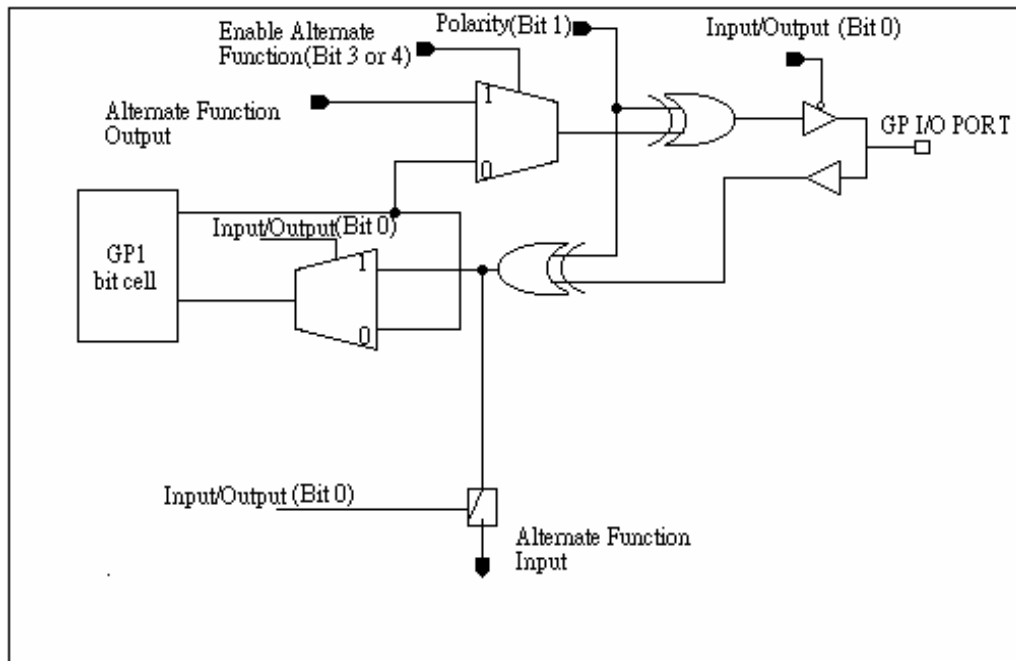 Polarity(Bit 1)
Input/Output (Bit 0)
Enable Alternate
Function(Bit 3 or 4)
Alternate Function
Output
1
0
GP I/O PORT
Input/Output(Bit 0)
GP1
bit cell
1
0
Input/Output (Bit 0)
Alternate Function
Input